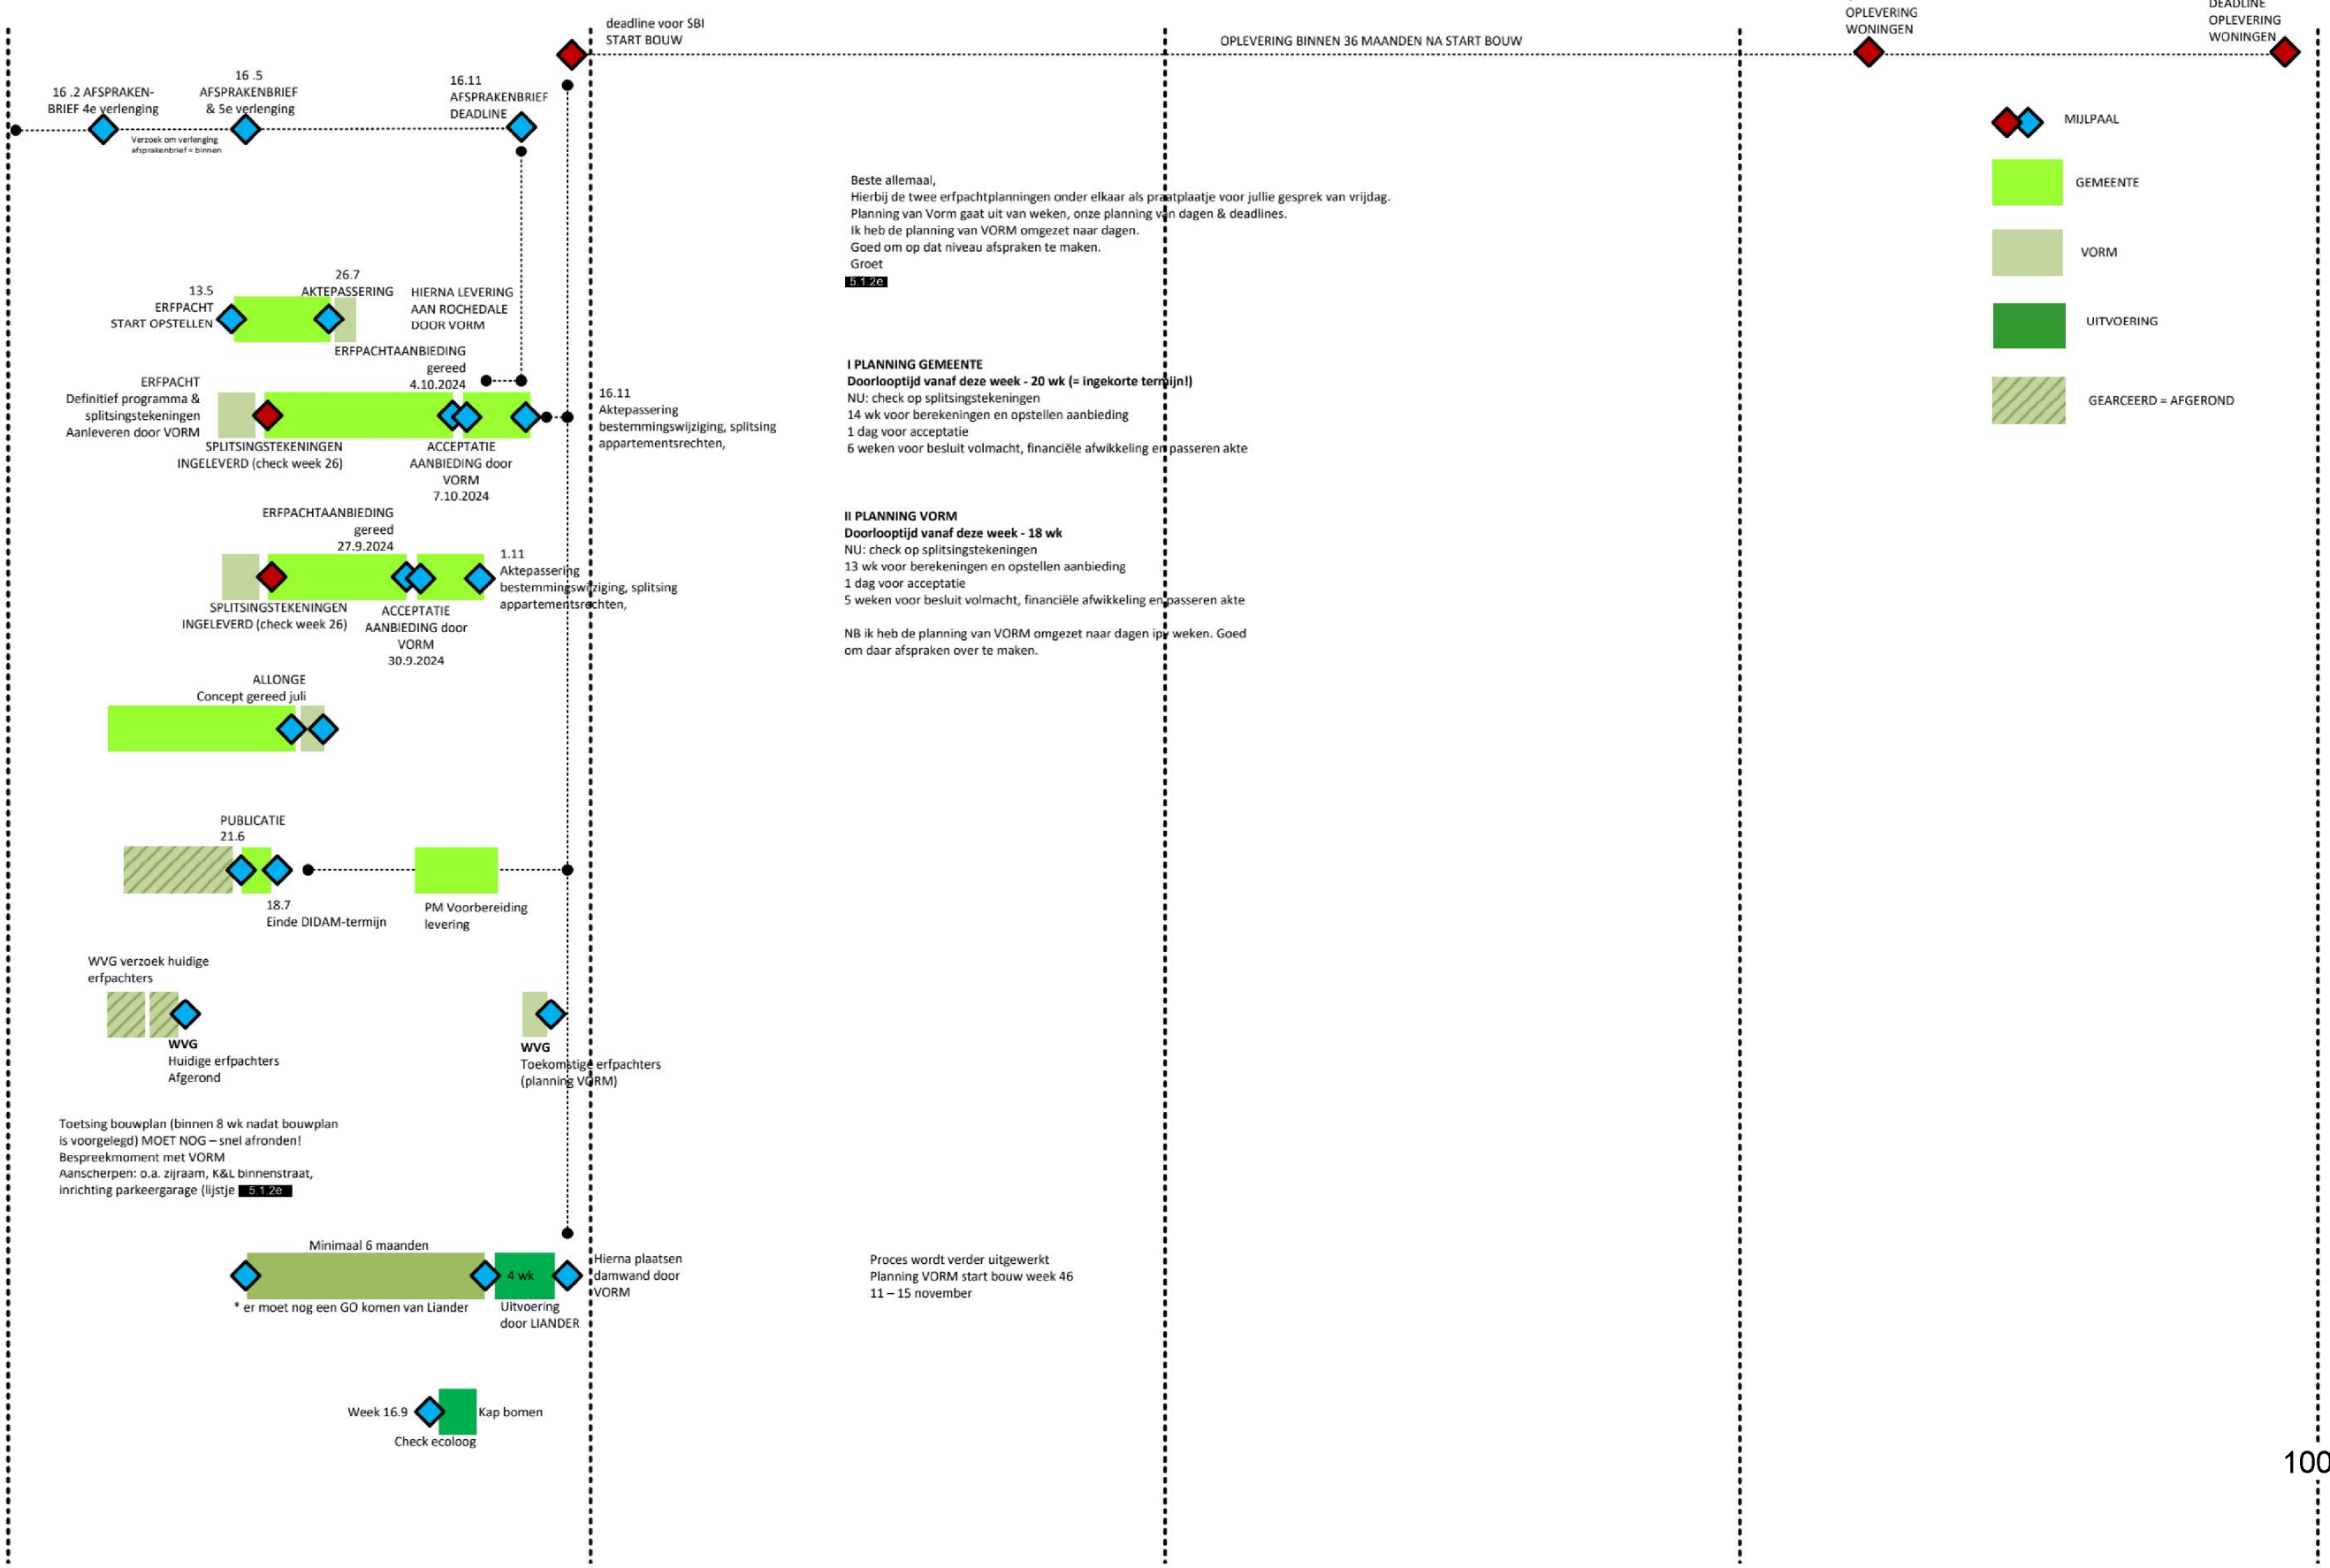 deadline voor SBI
START BOUW
OPLEVERING BINNEN 36 MAANDEN NA START BOUW
OPLEVERING
WONINGEN
DEADLINE
OPLEVERING
WONINGEN
16 .2 AFSPRAKEN-
BRIEF 4e verlenging
16 .5
AFSPRAKENBRIEF
& 5e verlenging
Verzoek om verlenging
afsprakenbrief = binnen
16.11
AFSPRAKENBRIEF
DEADLINE
MIJLPAAL
GEMEENTE
VORM
UITVOERING
GEARCEERD = AFGEROND
Beste allemaal,
Hierbij de twee erfpachtplanningen onder elkaar als praatplaatje voor jullie gesprek van vrijdag.
Planning van Vorm gaat uit van weken, onze planning van dagen & deadlines.
Ik heb de planning van VORM omgezet naar dagen.
Goed om op dat niveau afspraken te maken.
Groet
5.1.2e
13.5
ERFPACHT
START OPSTELLEN
26.7
AKTEPASSERING
HIERNA LEVERING
AAN ROCHEDALE
DOOR VORM
ERFPACHTAANBIEDING
gereed
4.10.2024
ERFPACHT
Definitief programma &
splitsingstekeningen
Aanleveren door VORM
SPLITSINGSTEKENINGEN
INGELEVERD (check week 26)
ACCEPTATIE
AANBIEDING door
VORM
7.10.2024
16.11
Aktepassering
bestemmingswijziging, splitsing
appartementsrechten,
I PLANNING GEMEENTE
Doorlooptijd vanaf deze week - 20 wk (= ingekorte termijn!)
NU: check op splitsingstekeningen
14 wk voor berekeningen en opstellen aanbieding
1 dag voor acceptatie
6 weken voor besluit volmacht, financiële afwikkeling en passeren akte
ERFPACHTAANBIEDING
gereed
27.9.2024
SPLITSINGSTEKENINGEN
INGELEVERD (check week 26)
ACCEPTATIE
AANBIEDING door
VORM
30.9.2024
1.11
Aktepassering
bestemmingswijziging, splitsing
appartementsrechten,
II PLANNING VORM
Doorlooptijd vanaf deze week - 18 wk
NU: check op splitsingstekeningen
13 wk voor berekeningen en opstellen aanbieding
1 dag voor acceptatie
5 weken voor besluit volmacht, financiële afwikkeling en passeren akte
NB ik heb de planning van VORM omgezet naar dagen ipv weken. Goed
om daar afspraken over te maken.
ALLONGE
Concept gereed juli
PUBLICATIE
21.6
18.7
Einde DIDAM-termijn
PM Voorbereiding
levering
WVG verzoek huidige
erfpachters
WVG
Huidige erfpachters
Afgerond
WVG
Toekomstige erfpachters
(planning VORM)
Toetsing bouwplan (binnen 8 wk nadat bouwplan
is voorgelegd) MOET NOG – snel afronden!
Bespreekmoment met VORM
Aanscherpen: o.a. zijraam, K&L binnenstraat,
inrichting parkeergarage (lijstje 5.1.2e
Minimaal 6 maanden
4 wk
* er moet nog een GO komen van Liander
Uitvoering
door LIANDER
Hierna plaatsen
damwand door
VORM
Proces wordt verder uitgewerkt
Planning VORM start bouw week 46
11 – 15 november
Week 16.9
Kap bomen
Check ecoloog
100